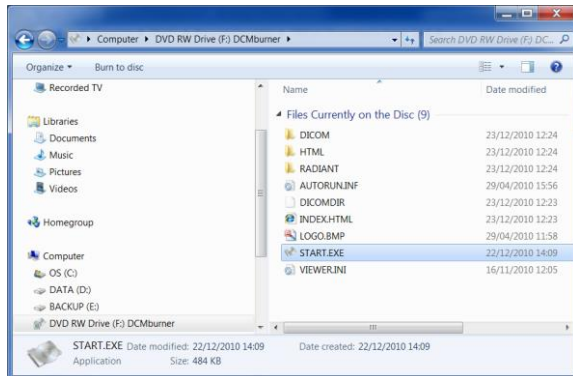 Computer ▸ DVD RW Drive (F:) DCMburner ▸
Search DVD RW Drive (F:) DC...
Organize ▾ Burn to disc
Name Date modified
Recorded TV
Libraries
Documents
Music
Pictures
Videos
Homegroup
Computer
OS (C:)
DATA (D:)
BACKUP (E:)
DVD RW Drive (F:) DCMburner
Files Currently on the Disc (9)
DICOM 23/12/2010 12:24
HTML 23/12/2010 12:24
RADIANT 23/12/2010 12:24
AUTORUN.INF 29/04/2010 15:56
DICOMDIR 23/12/2010 12:23
INDEX.HTML 23/12/2010 12:23
LOGO.BMP 29/04/2010 11:58
START.EXE 22/12/2010 14:09
VIEWER.INI 16/11/2010 12:05
START.EXE Date modified: 22/12/2010 14:09 Date created: 22/12/2010 14:09
Application Size: 484 KB